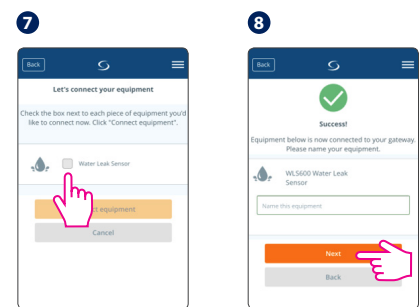 7
Back
Let's connect your equipment
Check the box next to each piece of equipment you'd
like to connect now. Click "Connect equipment".
Water Leak Sensor
equipment
Cancel
8
Back
Success!
Equipment below is now connected to your gateway.
Please name your equipment.
WLS600 Water Leak
Sensor
Name this equipment
Next
Back